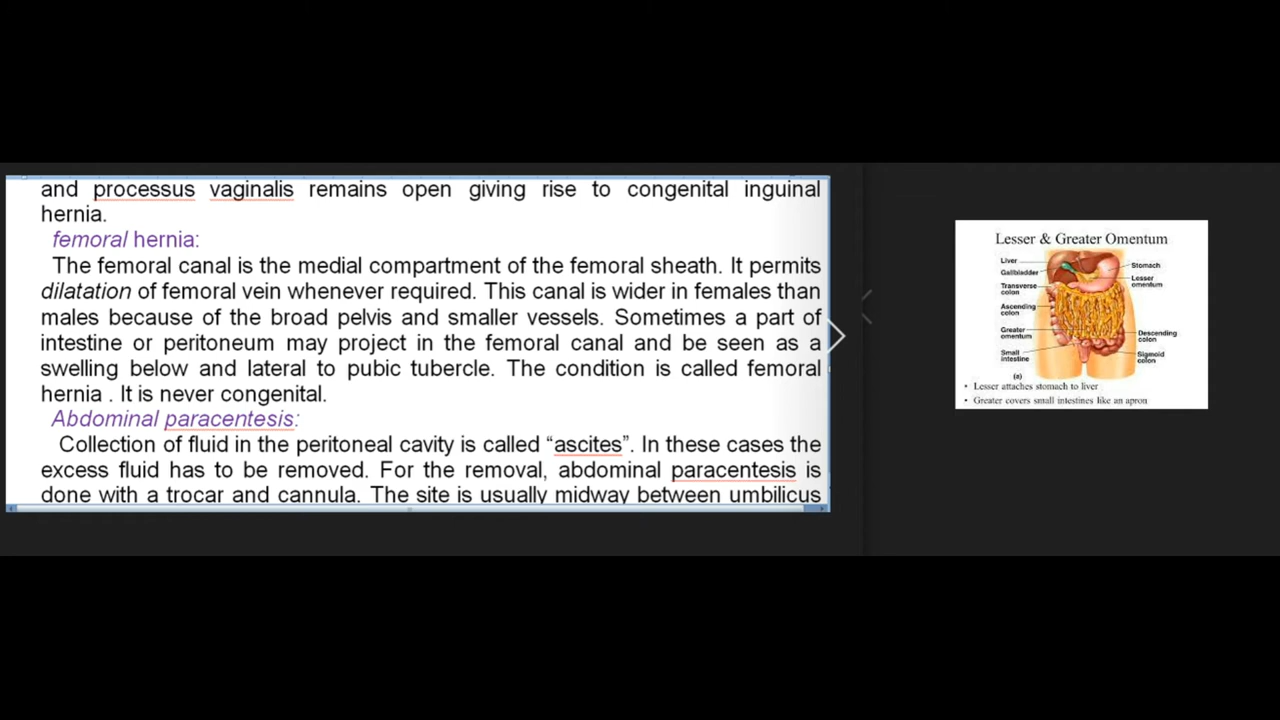 and processus vaginalis remains open giving rise to congenital inguinal
hernia.
femoral hernia:
The femoral canal is the medial compartment of the femoral sheath. It permits
dilatation of femoral vein whenever required. This canal is wider in females than
males because of the broad pelvis and smaller vessels. Sometimes a part of
intestine or peritoneum may project in the femoral canal and be seen as a
swelling below and lateral to pubic tubercle. The condition is called femoral
hernia . It is never congenital.
Abdominal paracentesis:
Collection of fluid in the peritoneal cavity is called “ascites”. In these cases the
excess fluid has to be removed. For the removal, abdominal paracentesis is
done with a trocar and cannula. The site is usually midway between umbilicus
Lesser & Greater Omentum
Liver
Gallbladder
Transverse
colon
Ascending
colon
Greater
omentum
Small
intestine
Stomach
Lesser
omentum
Descending
colon
Sigmoid
colon
(a)
• Lesser attaches stomach to liver
• Greater covers small intestines like an apron